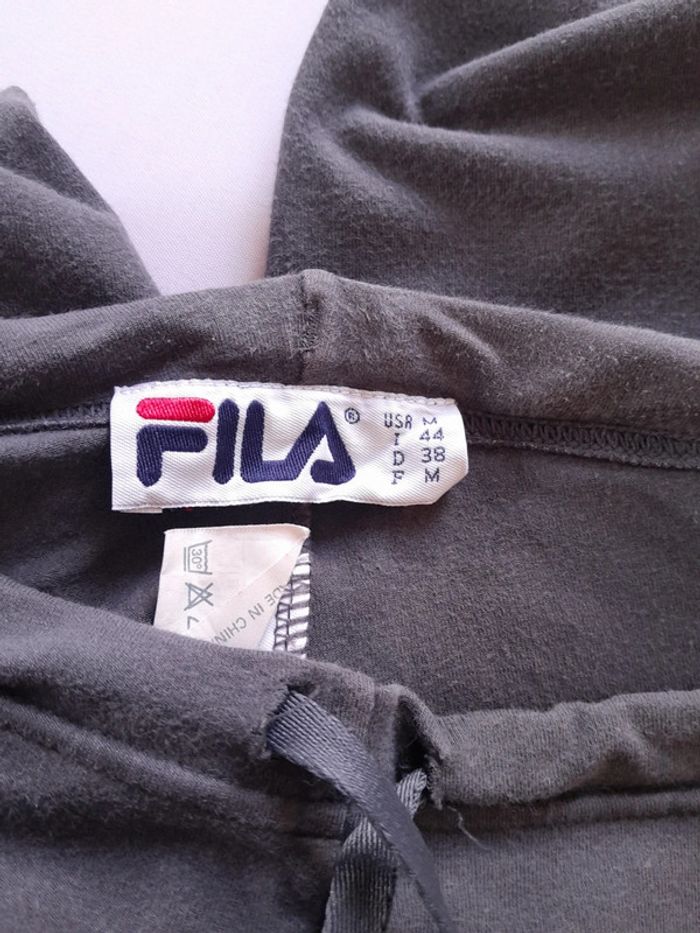 FILA®
USA M
I 44
D 38
F M
30°
DE IN CHIN